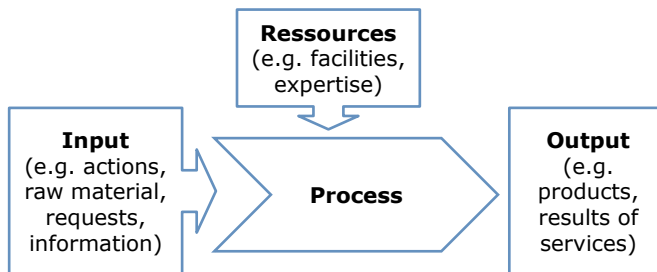 Ressources
(e.g. facilities,
expertise)
Input
(e.g. actions,
raw material,
requests,
information)
Process
Output
(e.g.
products,
results of
services)